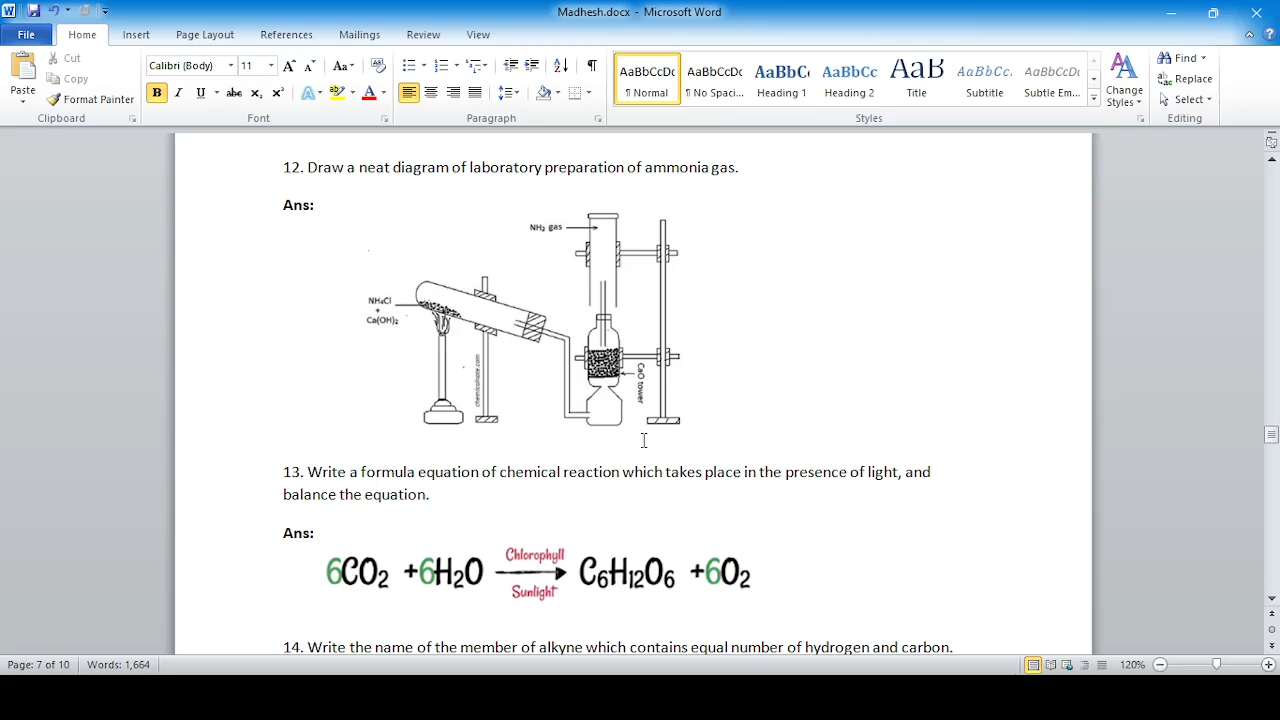 Madhesh.docx - Microsoft Word
File Home Insert Page Layout References Mailings Review View
Paste
Cut
Copy
Format Painter
Clipboard
Calibri (Body) 11
Font
Paragraph
AaBbCcDc AaBbCcDc AaBbC AaBbCc AaB AaBbCc. AaBbCcDc
¶ Normal ¶ No Spaci... Heading 1 Heading 2 Title Subtitle Subtle Em...
Change Styles
Styles
Find
Replace
Select
Editing
12. Draw a neat diagram of laboratory preparation of ammonia gas.
Ans:
NH₃ gas
NH₄Cl
+
Ca(OH)₂
chemicalnote.com
CaO tower
13. Write a formula equation of chemical reaction which takes place in the presence of light, and
balance the equation.
Ans:
6CO₂ +6H₂O Chlorophyll Sunlight C₆H₁₂O₆ +6O₂
14. Write the name of the member of alkyne which contains equal number of hydrogen and carbon.
Page: 7 of 10 Words: 1,664 120%